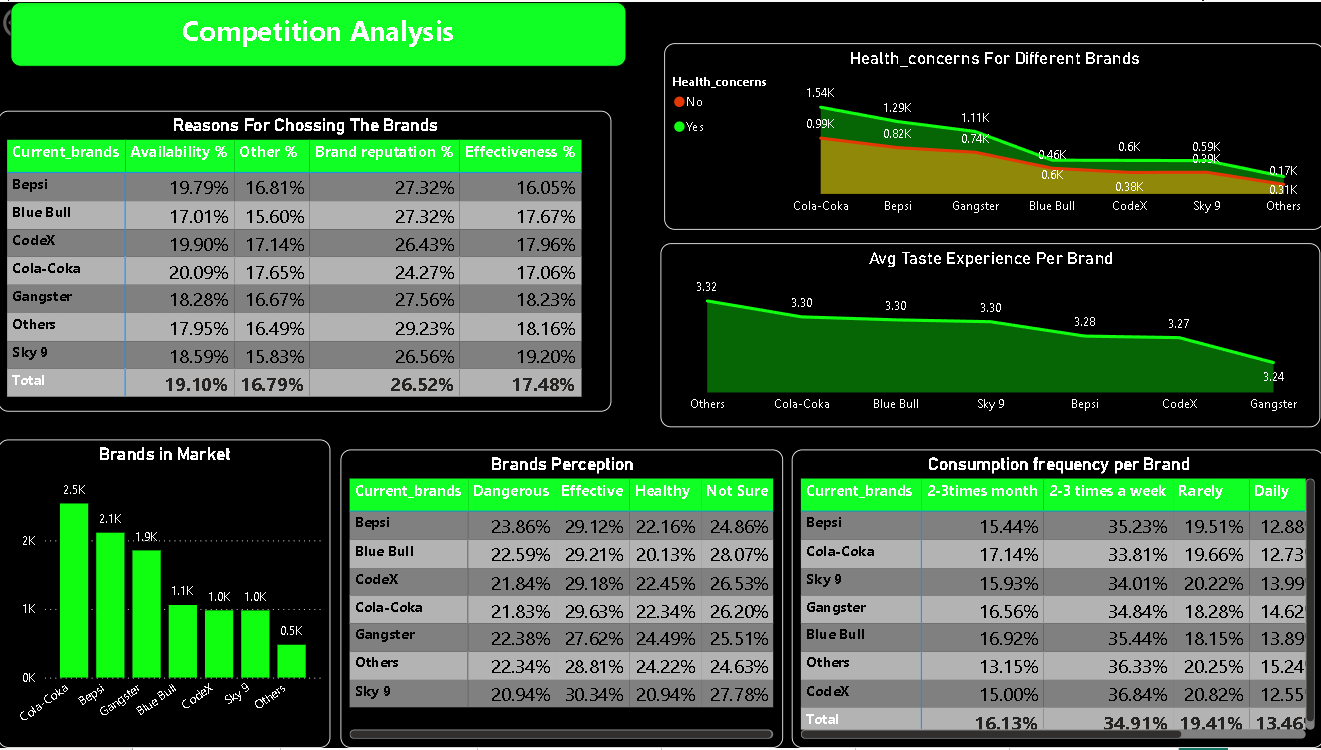 Competition Analysis
Reasons For Chossing The Brands
Current_brands Availability % Other % Brand reputation % Effectiveness %
Bepsi 19.79% 16.81% 27.32% 16.05%
Blue Bull 17.01% 15.60% 27.32% 17.67%
CodeX 19.90% 17.14% 26.43% 17.96%
Cola-Coka 20.09% 17.65% 24.27% 17.06%
Gangster 18.28% 16.67% 27.56% 18.23%
Others 17.95% 16.49% 29.23% 18.16%
Sky 9 18.59% 15.83% 26.56% 19.20%
Total 19.10% 16.79% 26.52% 17.48%
Health_concerns For Different Brands
Health_concerns
No
Yes
1.54K 1.29K 1.11K 0.46K 0.6K 0.59K 0.17K
0.99K 0.82K 0.74K 0.6K 0.38K 0.39K 0.31K
Cola-Coka Bepsi Gangster Blue Bull CodeX Sky 9 Others
Avg Taste Experience Per Brand
3.32 3.30 3.30 3.30 3.28 3.27 3.24
Others Cola-Coka Blue Bull Sky 9 Bepsi CodeX Gangster
Brands in Market
2.5K 2.1K 1.9K 1.1K 1.0K 1.0K 0.5K
2K
1K
0K
Cola-Coka Bepsi Gangster Blue Bull CodeX Sky 9 Others
Brands Perception
Current_brands Dangerous Effective Healthy Not Sure
Bepsi 23.86% 29.12% 22.16% 24.86%
Blue Bull 22.59% 29.21% 20.13% 28.07%
CodeX 21.84% 29.18% 22.45% 26.53%
Cola-Coka 21.83% 29.63% 22.34% 26.20%
Gangster 22.38% 27.62% 24.49% 25.51%
Others 22.34% 28.81% 24.22% 24.63%
Sky 9 20.94% 30.34% 20.94% 27.78%
Consumption frequency per Brand
Current_brands 2-3times month 2-3 times a week Rarely Daily
Bepsi 15.44% 35.23% 19.51% 12.88
Cola-Coka 17.14% 33.81% 19.66% 12.73
Sky 9 15.93% 34.01% 20.22% 13.99
Gangster 16.56% 34.84% 18.28% 14.62
Blue Bull 16.92% 35.44% 18.15% 13.89
Others 13.15% 36.33% 20.25% 15.24
CodeX 15.00% 36.84% 20.82% 12.55
Total 16.13% 34.91% 19.41% 13.46